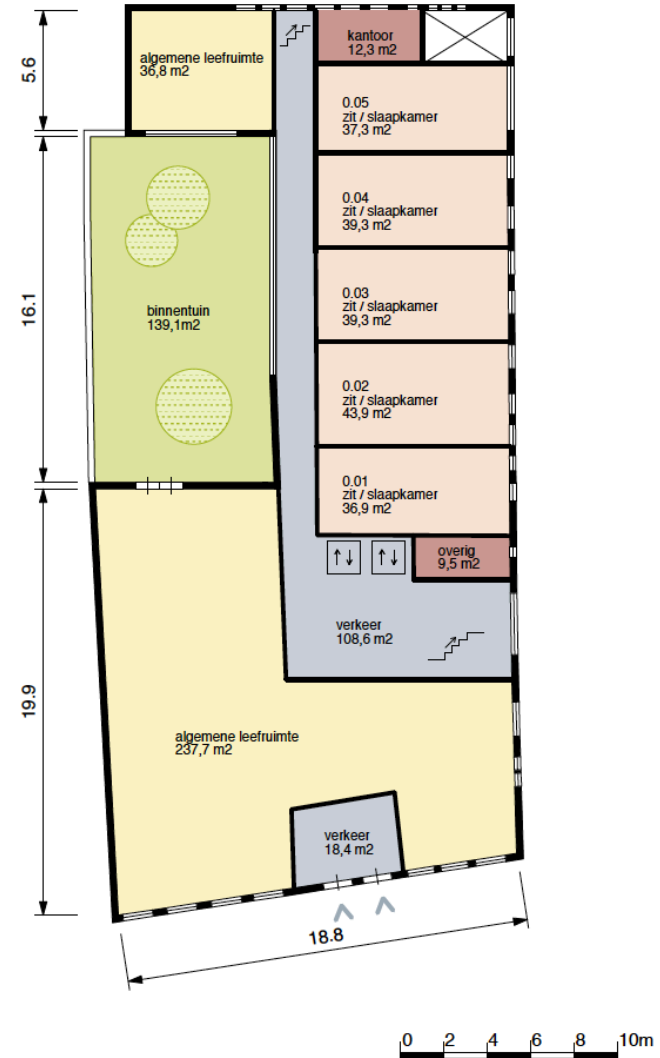 kantoor
12,3 m2
algemene leefruimte
36,8 m2
5.6
0.05
zit / slaapkamer
37,3 m2
0.04
zit / slaapkamer
39,3 m2
16.1
binnentuin
139,1m2
0.03
zit / slaapkamer
39,3 m2
0.02
zit / slaapkamer
43,9 m2
0.01
zit / slaapkamer
36,9 m2
overig
9,5 m2
verkeer
108,6 m2
19.9
algemene leefruimte
237,7 m2
verkeer
18,4 m2
18.8
0 2 4 6 8 10m